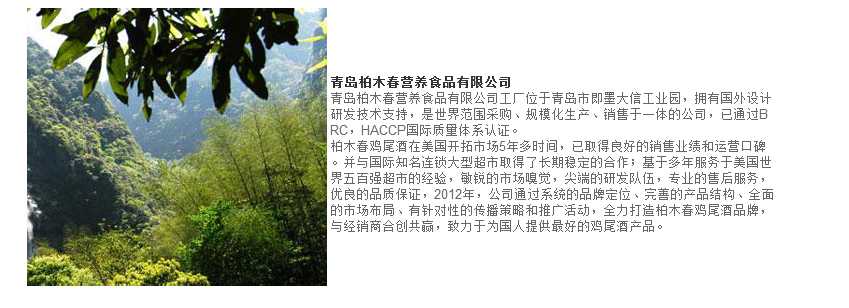 青岛柏木春营养食品有限公司
青岛柏木春营养食品有限公司工厂位于青岛市即墨大信工业园，拥有国外设计
研发技术支持，是世界范围采购、规模化生产、销售于一体的公司，已通过B
RC，HACCP国际质量体系认证。
柏木春鸡尾酒在美国开拓市场5年多时间，已取得良好的销售业绩和运营口碑
。并与国际知名连锁大型超市取得了长期稳定的合作；基于多年服务于美国世
界五百强超市的经验，敏锐的市场嗅觉，尖端的研发队伍，专业的售后服务，
优良的品质保证，2012年，公司通过系统的品牌定位、完善的产品结构、全面
的市场布局、有针对性的传播策略和推广活动，全力打造柏木春鸡尾酒品牌，
与经销商合创共赢，致力于为国人提供最好的鸡尾酒产品。